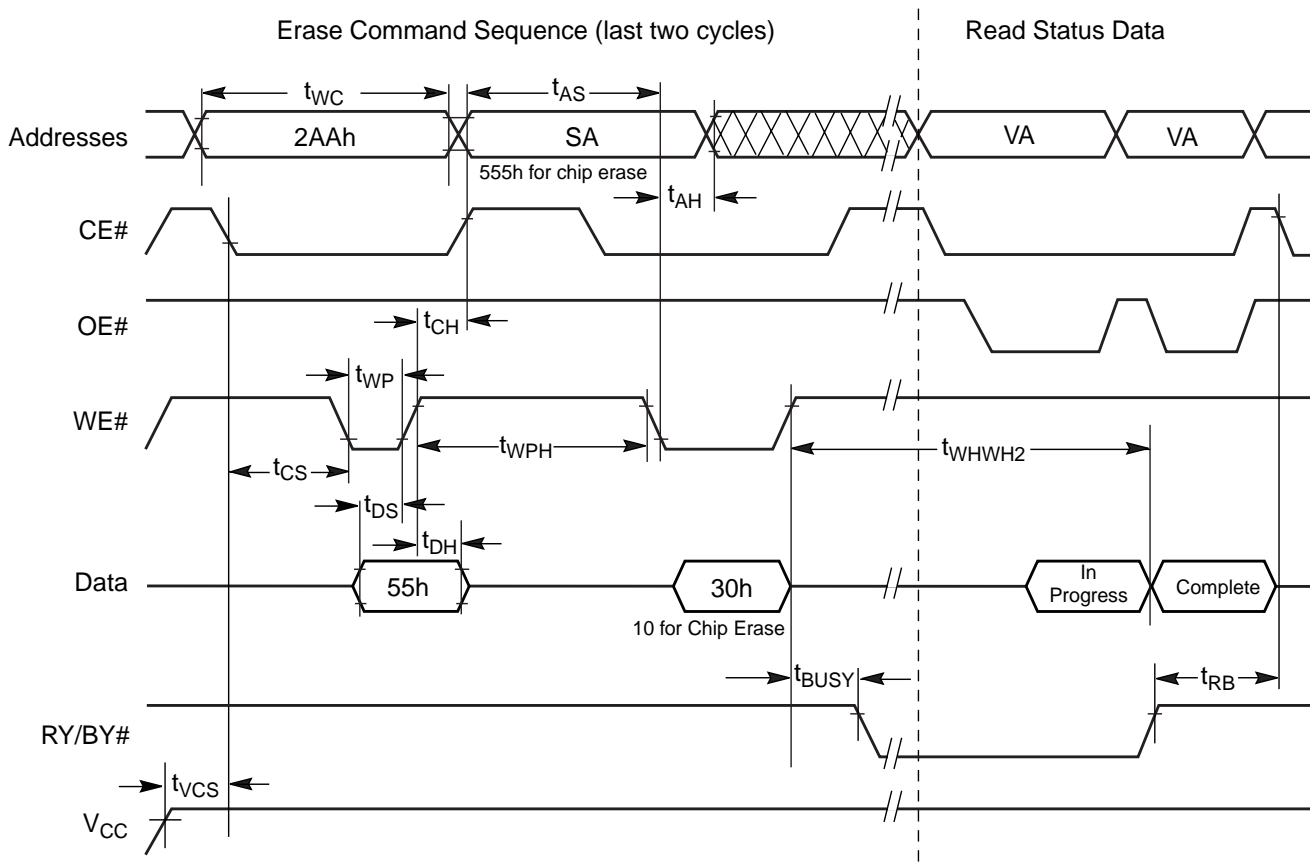 Erase Command Sequence (last two cycles)
Read Status Data
tWC
tAS
Addresses
2AAh
SA
VA
VA
555h for chip erase
tAH
CE#
OE#
tCH
tWP
WE#
tWPH
tWHWH2
tCS
tDS
tDH
Data
55h
30h
In
Progress
Complete
10 for Chip Erase
tBUSY
tRB
RY/BY#
tVCS
VCC